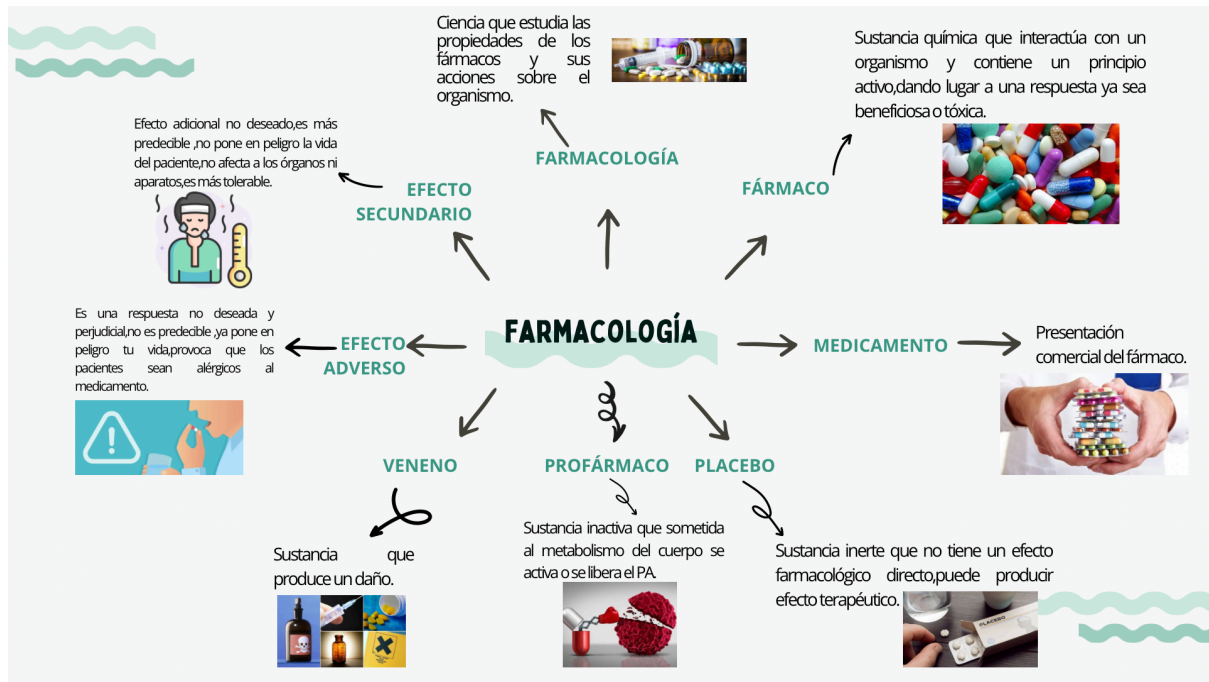 Ciencia que estudia las
propiedades de los
fármacos y sus
acciones sobre el
organismo.
FARMACOLOGÍA
Sustancia química que interactúa con un
organismo y contiene un principio
activo,dando lugar a una respuesta ya sea
beneficiosa o tóxica.
FÁRMACO
Efecto adicional no deseado,es más
predecible ,no pone en peligro la vida
del paciente,no afecta a los órganos ni
aparatos,es más tolerable.
EFECTO
SECUNDARIO
FARMACOLOGÍA
Es una respuesta no deseada y
perjudicial,no es predecible ,ya pone en
peligro tu vida,provoca que los
pacientes sean alérgicos al
medicamento.
EFECTO
ADVERSO
MEDICAMENTO
Presentación
comercial del fármaco.
VENENO
Sustancia que
produce un daño.
PROFÁRMACO
Sustancia inactiva que sometida
al metabolismo del cuerpo se
activa o se libera el PA.
PLACEBO
Sustancia inerte que no tiene un efecto
farmacológico directo,puede producir
efecto terapéutico.
PLACEBO